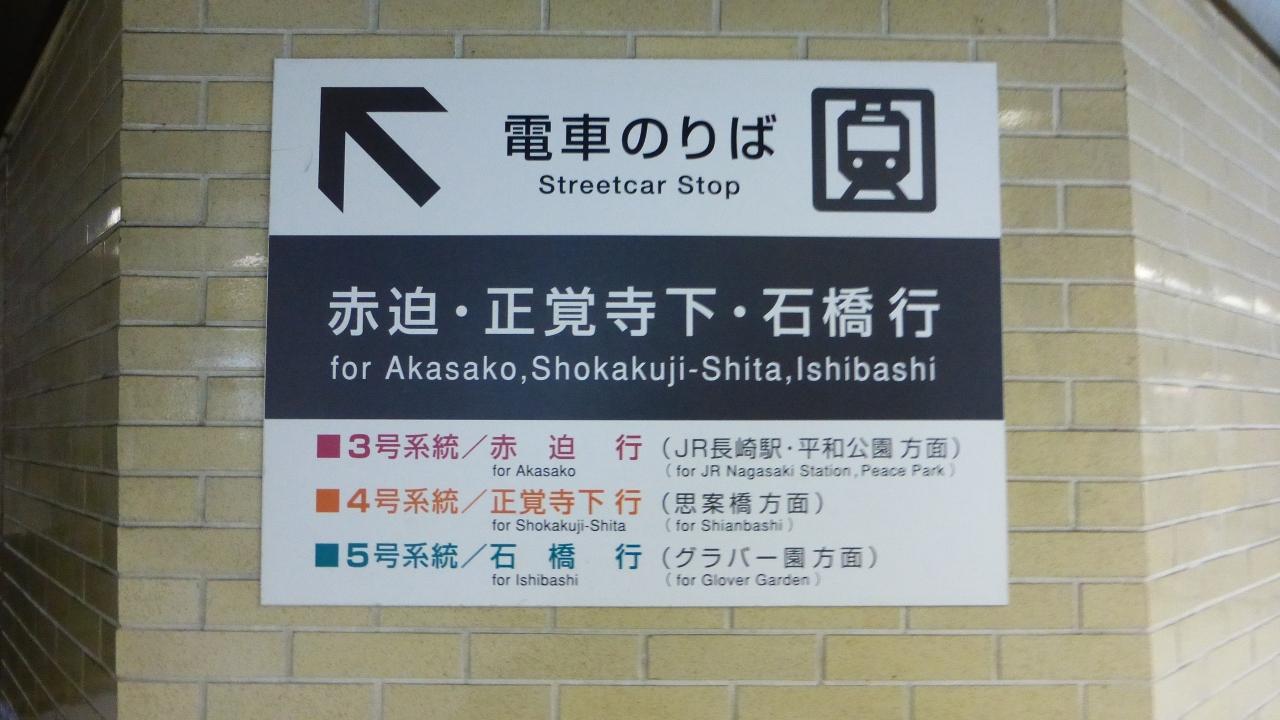 電車のりば
Streetcar Stop
赤迫・正覚寺下・石橋 行
for Akasako,Shokakuji-Shita,Ishibashi
■3号系統／赤 迫 行 （JR長崎駅・平和公園 方面）
for Akasako （for JR Nagasaki Station, Peace Park）
■4号系統／正覚寺下 行 （思案橋 方面）
for Shokakuji-Shita （for Shianbashi）
■5号系統／石 橋 行 （グラバー園 方面）
for Ishibashi （for Glover Garden）